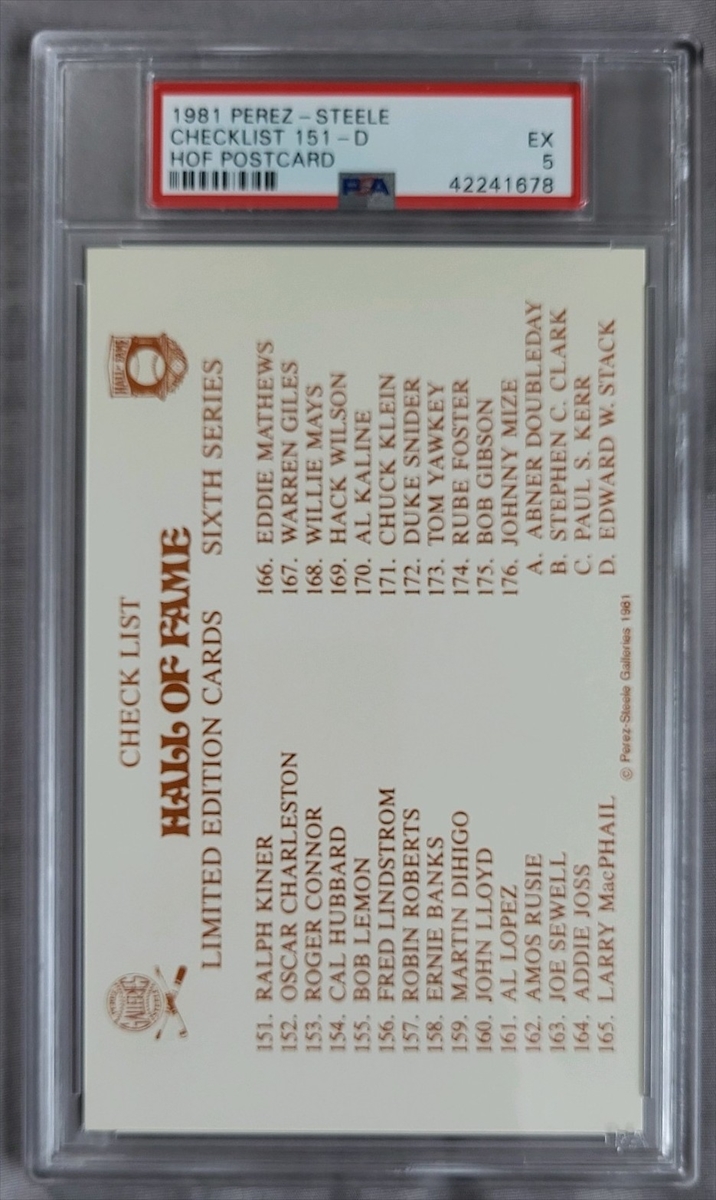 1981 PEREZ-STEELE
CHECKLIST 151-D EX
HOF POSTCARD 5
PSA 42241678
CHECK LIST
HALL OF FAME
LIMITED EDITION CARDS SIXTH SERIES
GALLERIES
HALL OF FAME
151. RALPH KINER
152. OSCAR CHARLESTON
153. ROGER CONNOR
154. CAL HUBBARD
155. BOB LEMON
156. FRED LINDSTROM
157. ROBIN ROBERTS
158. ERNIE BANKS
159. MARTIN DIHIGO
160. JOHN LLOYD
161. AL LOPEZ
162. AMOS RUSIE
163. JOE SEWELL
164. ADDIE JOSS
165. LARRY MacPHAIL
166. EDDIE MATHEWS
167. WARREN GILES
168. WILLIE MAYS
169. HACK WILSON
170. AL KALINE
171. CHUCK KLEIN
172. DUKE SNIDER
173. TOM YAWKEY
174. RUBE FOSTER
175. BOB GIBSON
176. JOHNNY MIZE
A. ABNER DOUBLEDAY
B. STEPHEN C. CLARK
C. PAUL S. KERR
D. EDWARD W. STACK
© Perez-Steele Galleries 1981